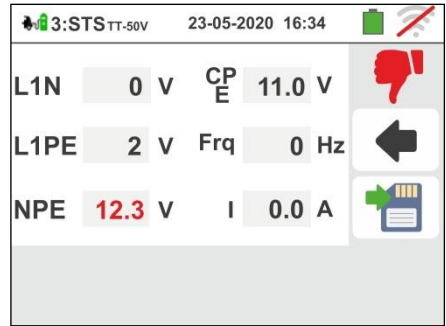 3:STS TT-50V 23-05-2020 16:34
L1N 0 V CPE 11.0 V
L1PE 2 V Frq 0 Hz
NPE 12.3 V I 0.0 A